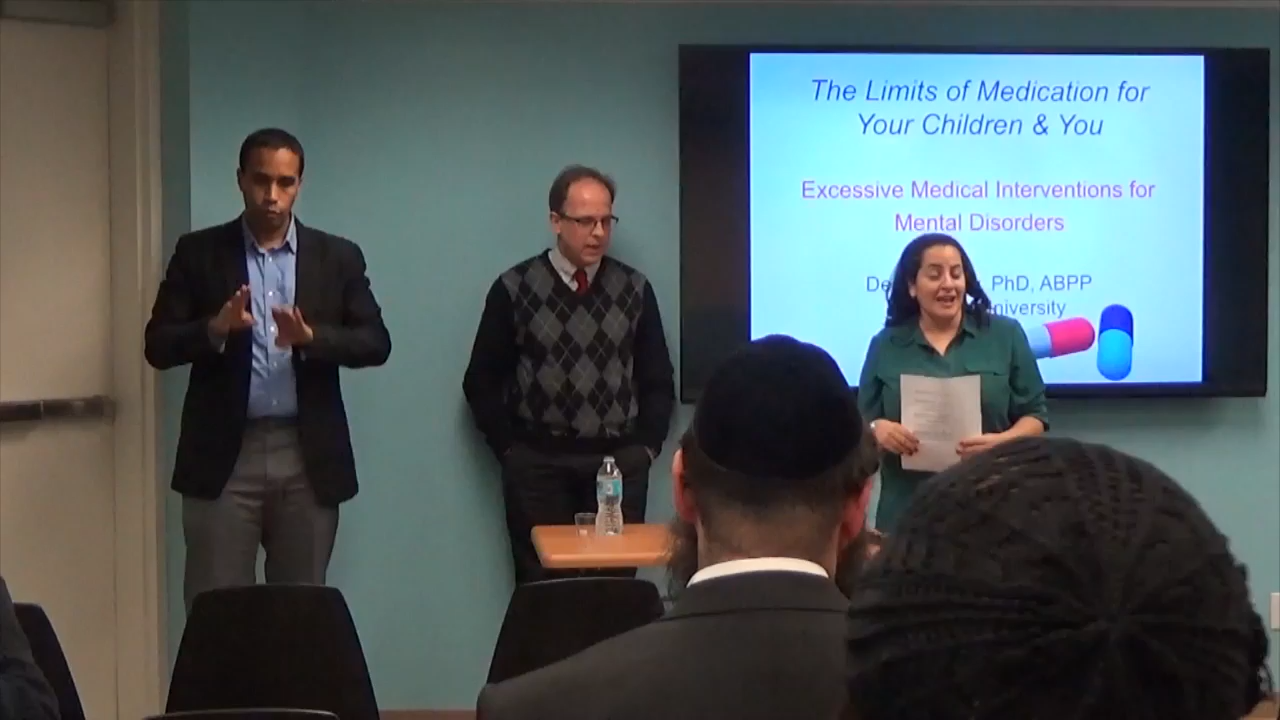 The Limits of Medication for
Your Children & You
Excessive Medical Interventions for
Mental Disorders
PhD, ABPP